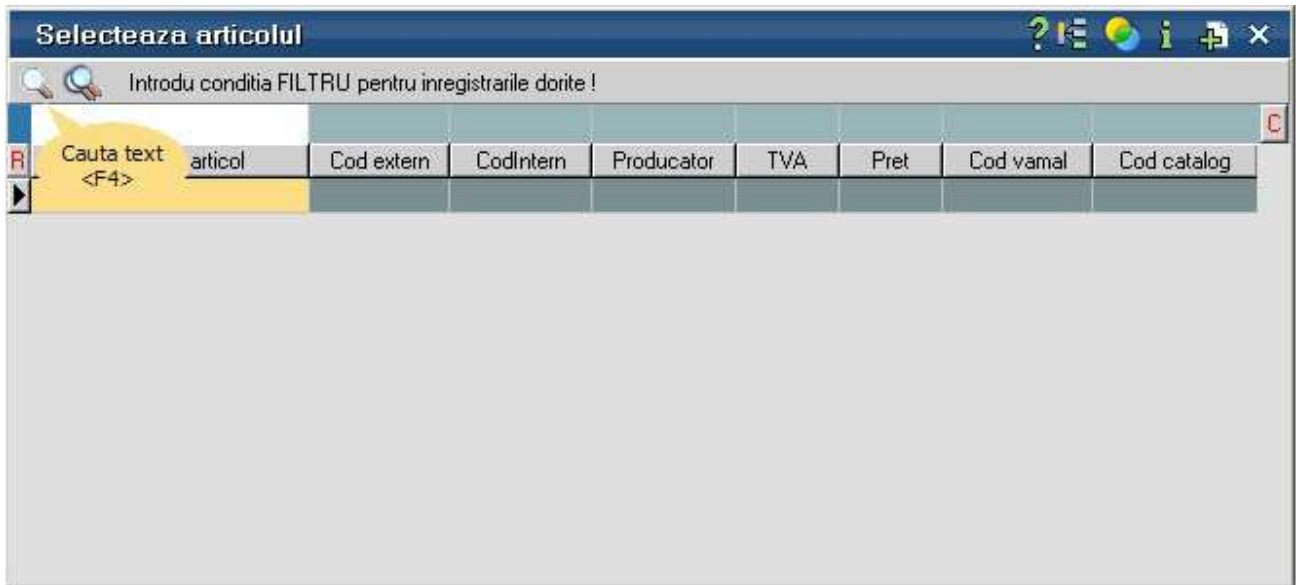 Selecteaza articolul
Introdu conditia FILTRU pentru inregistrarile dorite !
C
R
Cauta text
<F4>
articol Cod extern CodIntern Producator TVA Pret Cod vamal Cod catalog